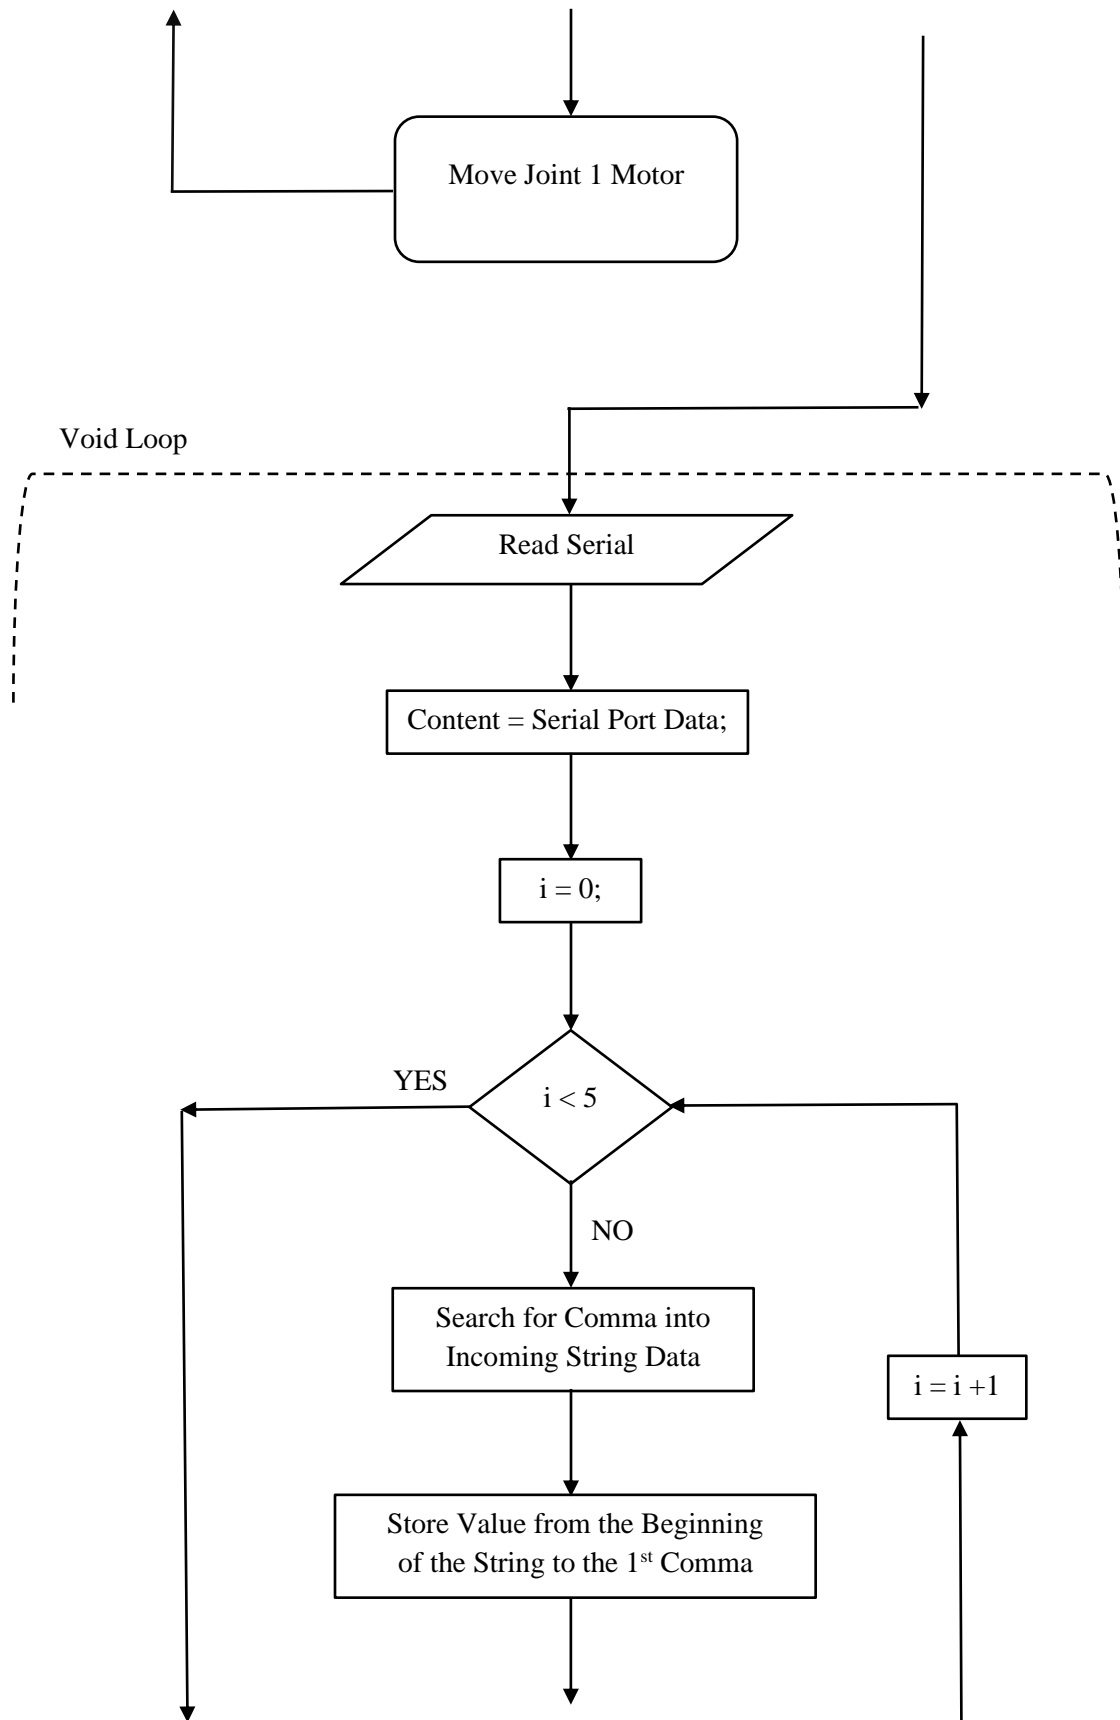 Move Joint 1 Motor
Void Loop
Read Serial
Content = Serial Port Data;
i = 0;
YES
i < 5
NO
Search for Comma into
Incoming String Data
i = i +1
Store Value from the Beginning
of the String to the 1st Comma